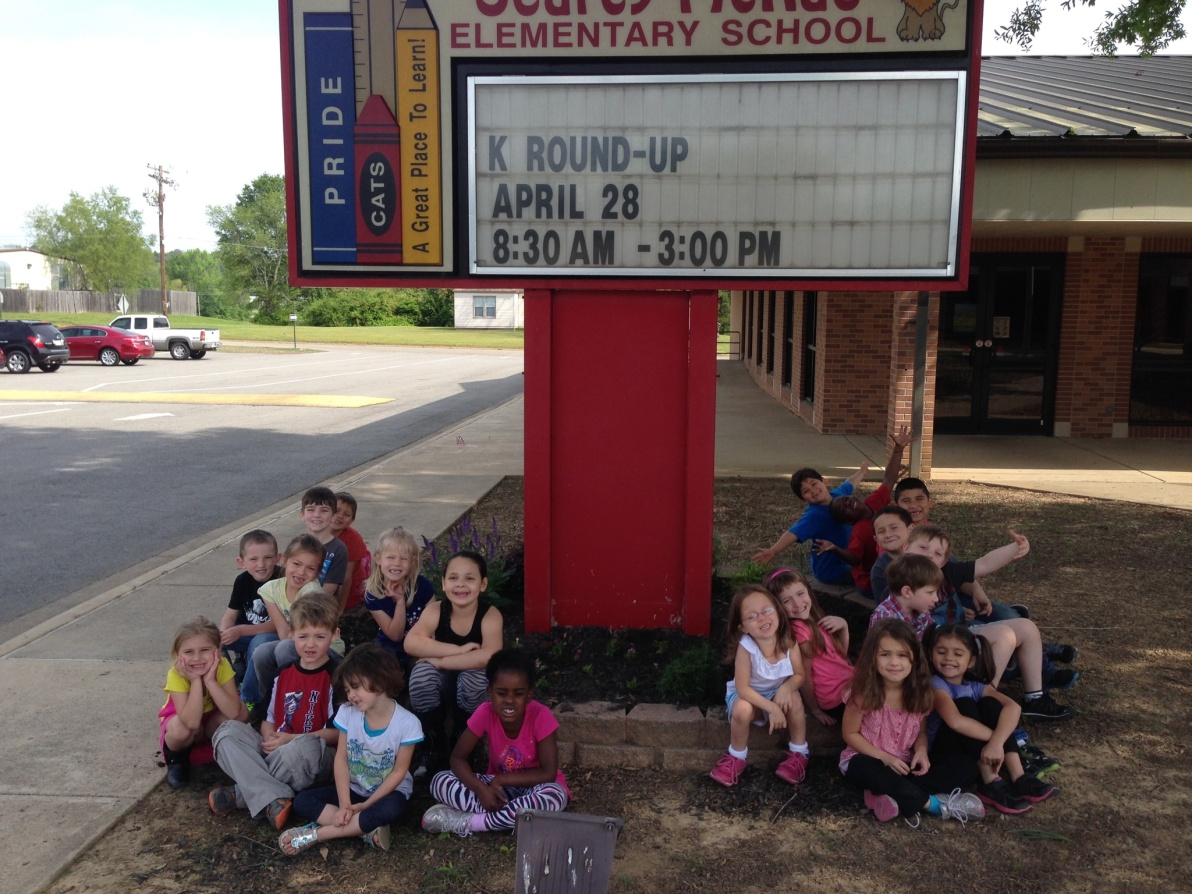 ELEMENTARY SCHOOL
PRIDE
CATS
A Great Place To Learn!
K ROUND-UP
APRIL 28
8:30 AM -3:00 PM